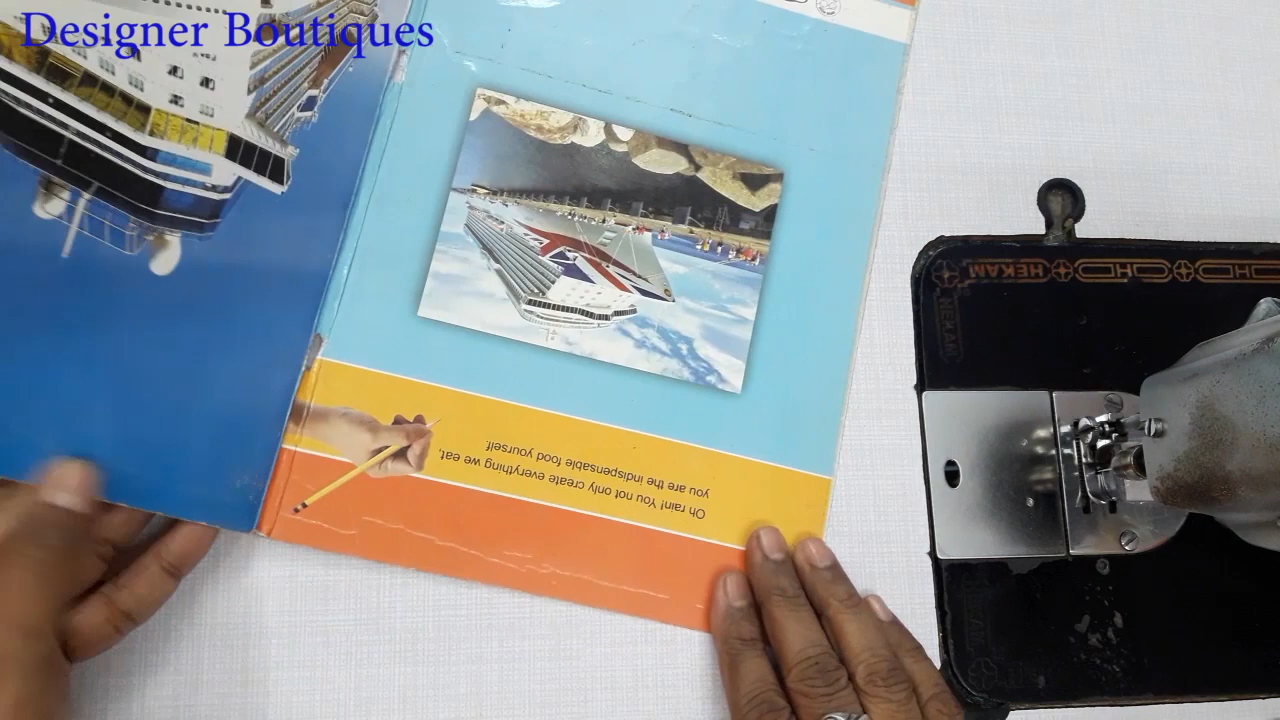 Designer Boutiques
Oh rain! You not only create everything we eat,
you are the indispensable food yourself.
HEKAM
HEKAM